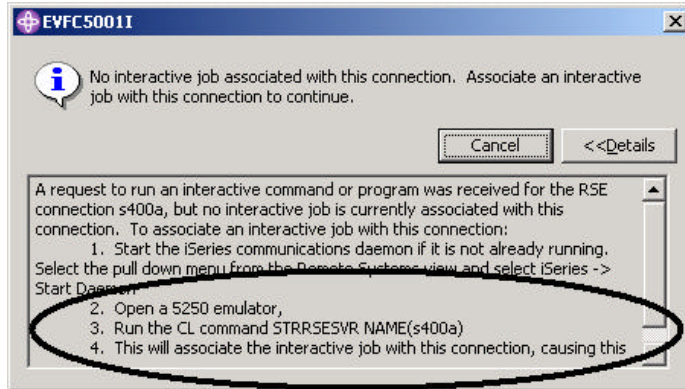 EVFC5001I
No interactive job associated with this connection. Associate an interactive
job with this connection to continue.
Cancel
<<Details
A request to run an interactive command or program was received for the RSE
connection s400a, but no interactive job is currently associated with this
connection. To associate an interactive job with this connection:
1. Start the iSeries communications daemon if it is not already running.
Select the pull down menu from the Remote Systems view and select iSeries ->
Start Daemon
2. Open a 5250 emulator,
3. Run the CL command STRRSESVR NAME(s400a)
4. This will associate the interactive job with this connection, causing this